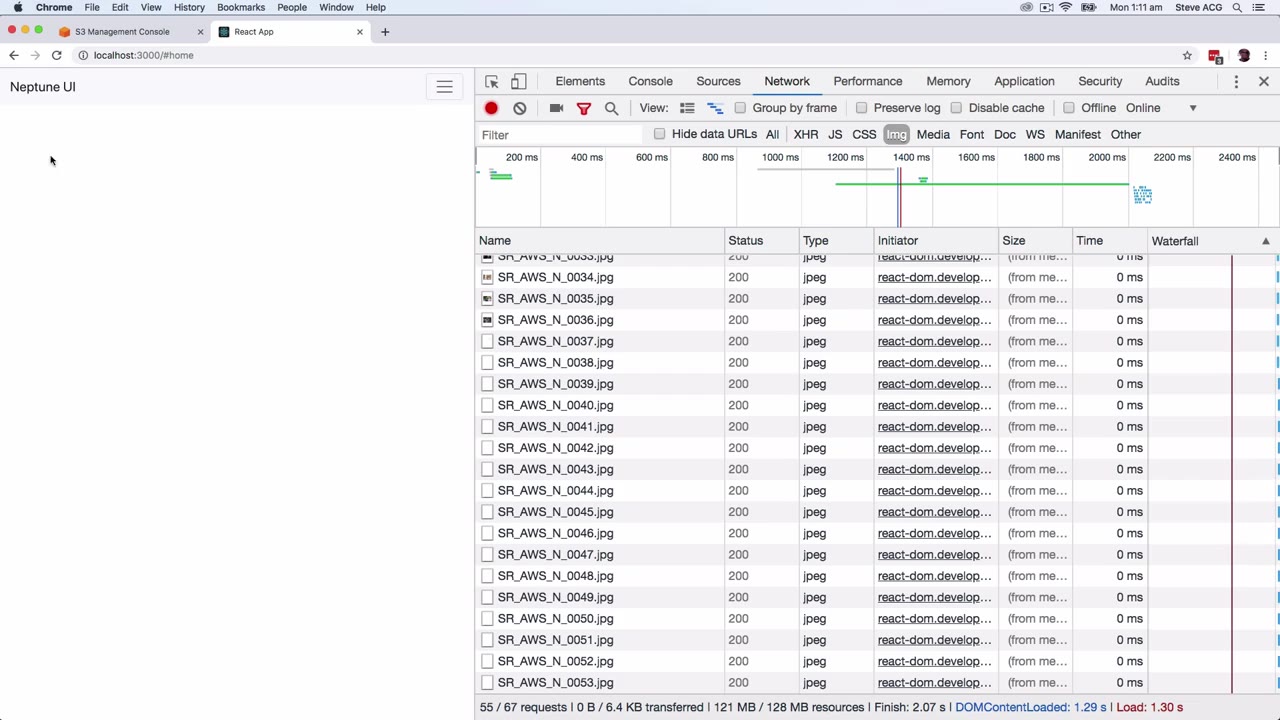 Chrome File Edit View History Bookmarks People Window Help Mon 1:11 am Steve ACG
S3 Management Console × React App × +
localhost:3000/#home
3
Neptune UI
Elements Console Sources Network Performance Memory Application Security Audits
View: Group by frame Preserve log Disable cache Offline Online
Filter Hide data URLs All XHR JS CSS Img Media Font Doc WS Manifest Other
200 ms 400 ms 600 ms 800 ms 1000 ms 1200 ms 1400 ms 1600 ms 1800 ms 2000 ms 2200 ms 2400 ms
Name Status Type Initiator Size Time Waterfall
SR_AWS_N_0033.jpg 200 jpeg react-dom.develop... (from me... 0 ms
SR_AWS_N_0034.jpg 200 jpeg react-dom.develop... (from me... 0 ms
SR_AWS_N_0035.jpg 200 jpeg react-dom.develop... (from me... 0 ms
SR_AWS_N_0036.jpg 200 jpeg react-dom.develop... (from me... 0 ms
SR_AWS_N_0037.jpg 200 jpeg react-dom.develop... (from me... 0 ms
SR_AWS_N_0038.jpg 200 jpeg react-dom.develop... (from me... 0 ms
SR_AWS_N_0039.jpg 200 jpeg react-dom.develop... (from me... 0 ms
SR_AWS_N_0040.jpg 200 jpeg react-dom.develop... (from me... 0 ms
SR_AWS_N_0041.jpg 200 jpeg react-dom.develop... (from me... 0 ms
SR_AWS_N_0042.jpg 200 jpeg react-dom.develop... (from me... 0 ms
SR_AWS_N_0043.jpg 200 jpeg react-dom.develop... (from me... 0 ms
SR_AWS_N_0044.jpg 200 jpeg react-dom.develop... (from me... 0 ms
SR_AWS_N_0045.jpg 200 jpeg react-dom.develop... (from me... 0 ms
SR_AWS_N_0046.jpg 200 jpeg react-dom.develop... (from me... 0 ms
SR_AWS_N_0047.jpg 200 jpeg react-dom.develop... (from me... 0 ms
SR_AWS_N_0048.jpg 200 jpeg react-dom.develop... (from me... 0 ms
SR_AWS_N_0049.jpg 200 jpeg react-dom.develop... (from me... 0 ms
SR_AWS_N_0050.jpg 200 jpeg react-dom.develop... (from me... 0 ms
SR_AWS_N_0051.jpg 200 jpeg react-dom.develop... (from me... 0 ms
SR_AWS_N_0052.jpg 200 jpeg react-dom.develop... (from me... 0 ms
SR_AWS_N_0053.jpg 200 jpeg react-dom.develop... (from me... 0 ms
55 / 67 requests | 0 B / 6.4 KB transferred | 121 MB / 128 MB resources | Finish: 2.07 s | DOMContentLoaded: 1.29 s | Load: 1.30 s